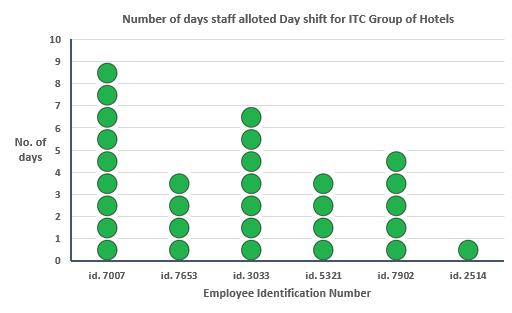 Number of days staff alloted Day shift for ITC Group of Hotels
10
9
8
7
6
5
4
3
2
1
0
No. of
days
id. 7007 id. 7653 id. 3033 id. 5321 id. 7902 id. 2514
Employee Identification Number